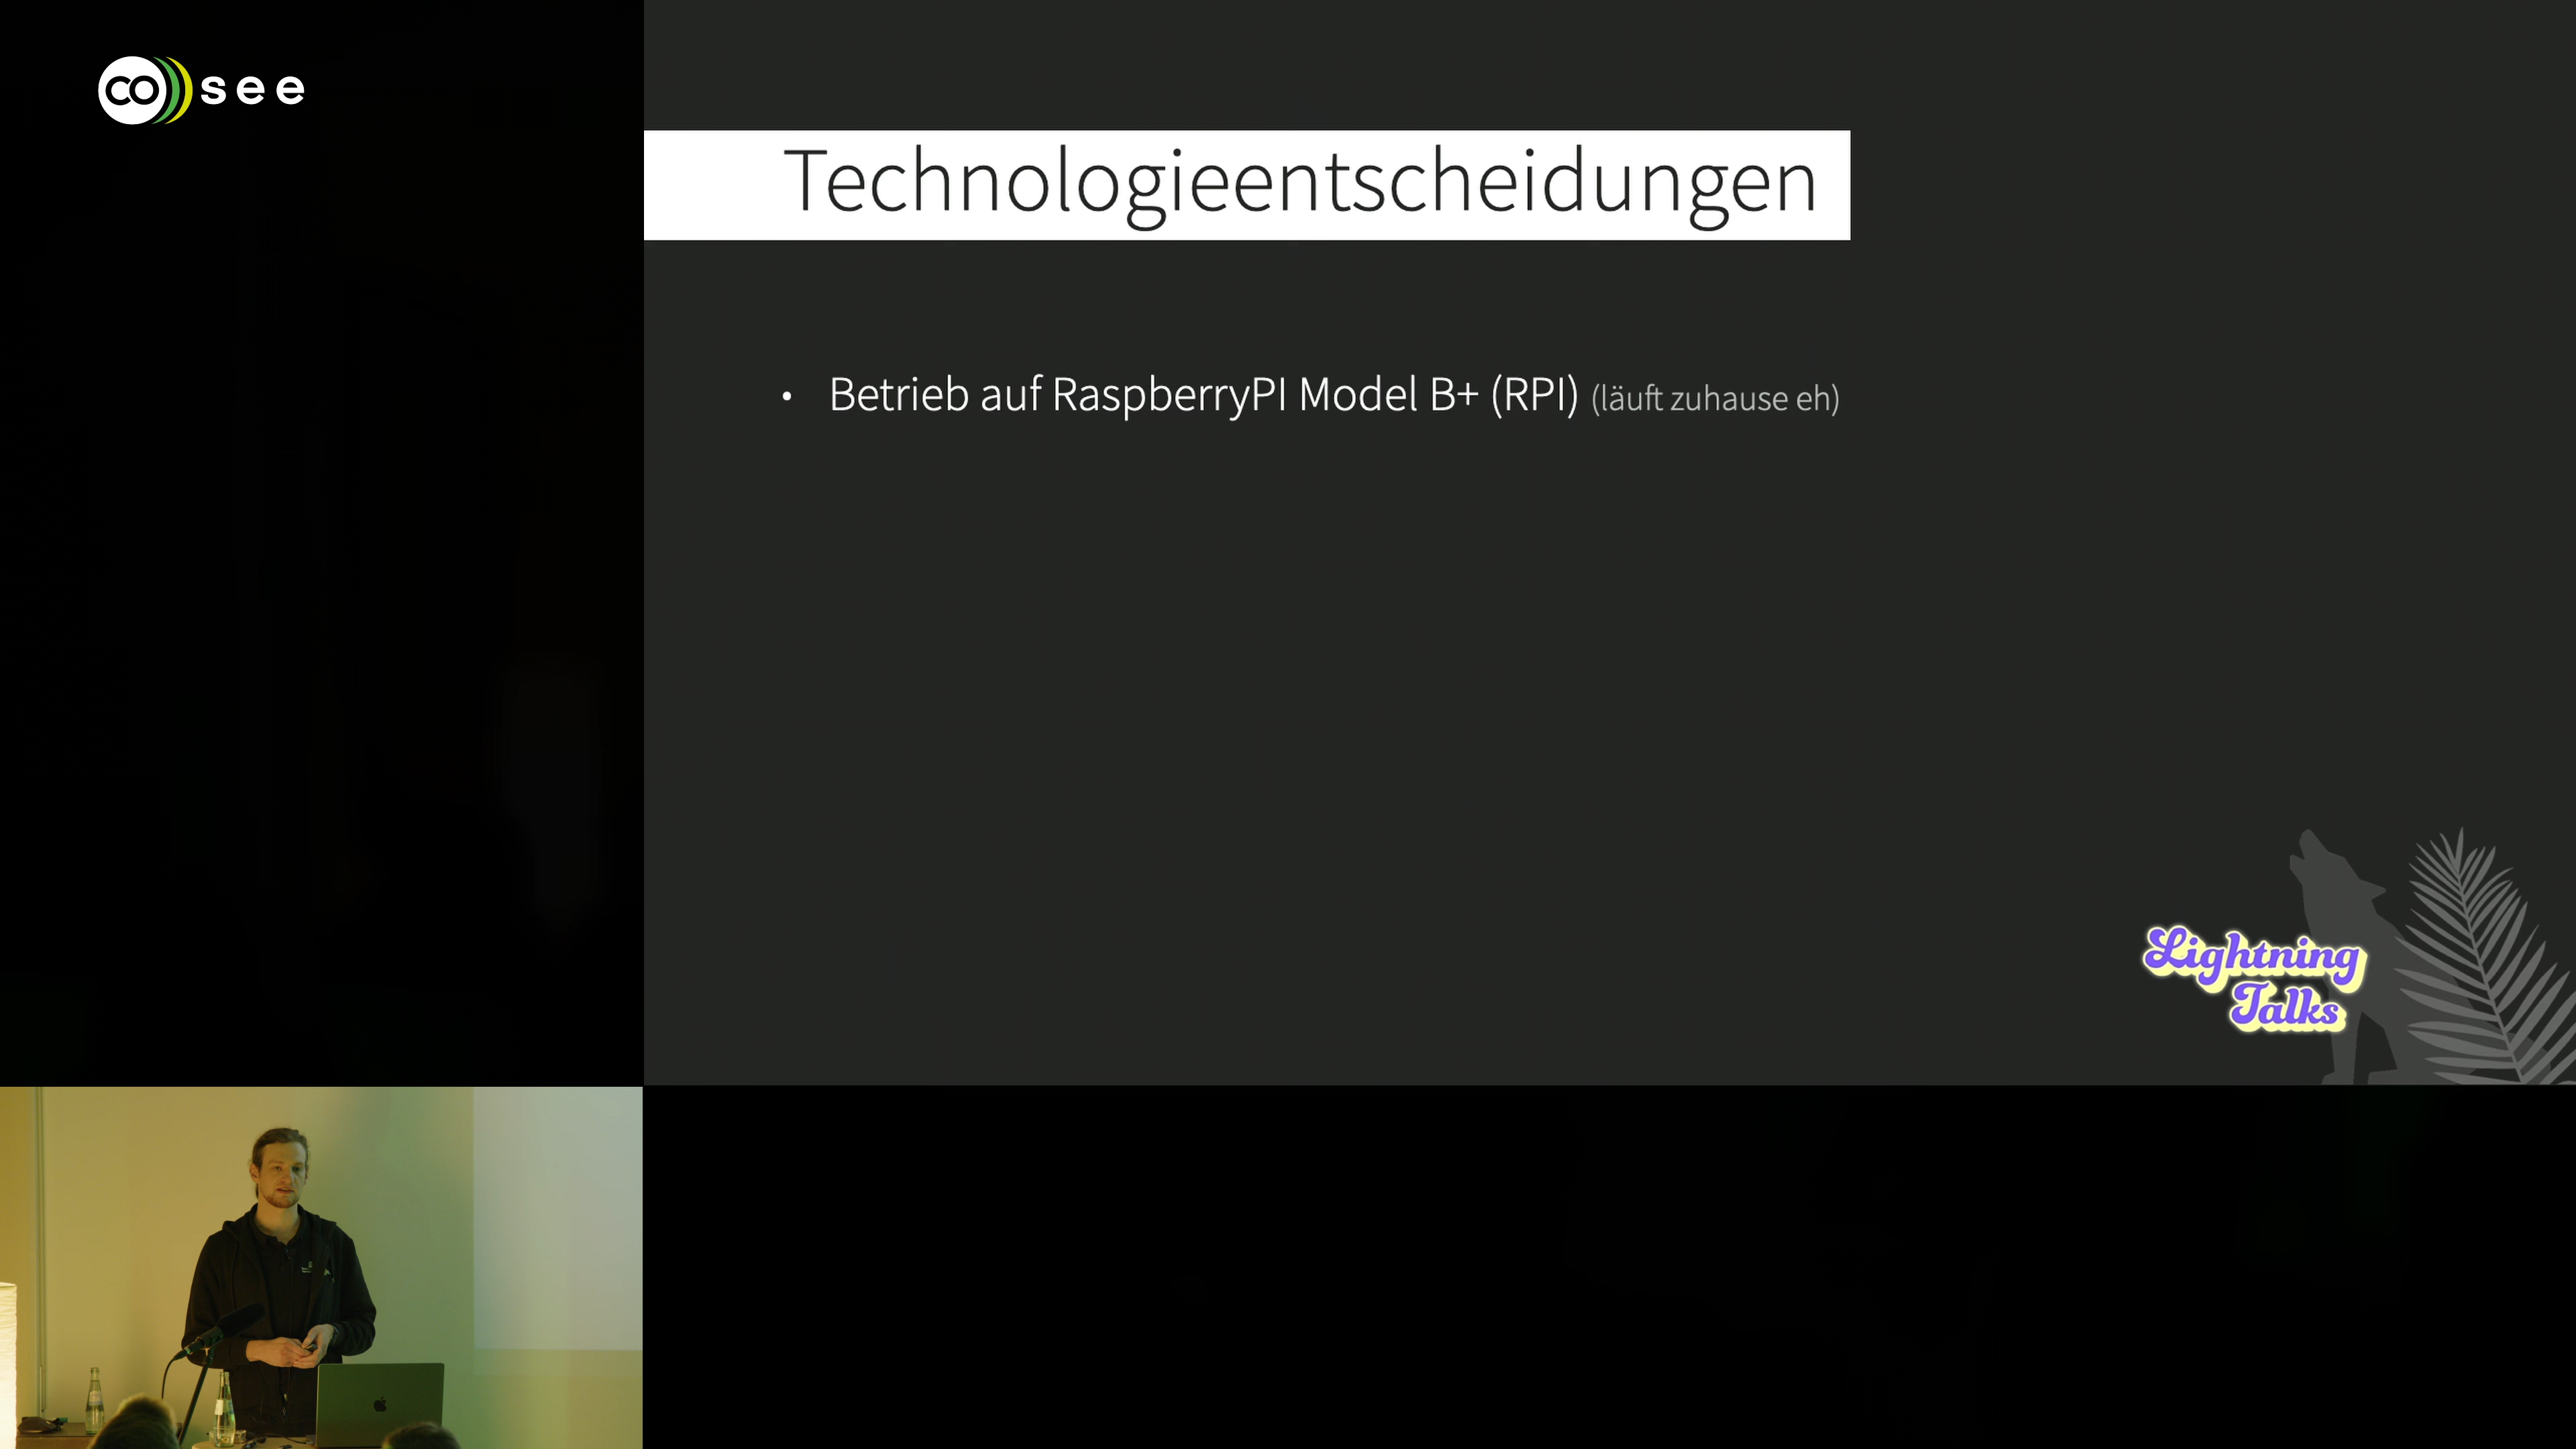 co see
Technologieentscheidungen
• Betrieb auf RaspberryPI Model B+ (RPI) (läuft zuhause eh)
Lightning
Talks